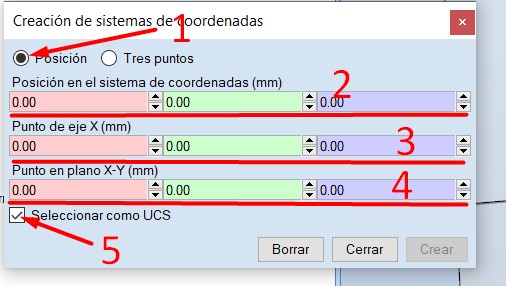 Creación de sistemas de coordenadas
1
Posición Tres puntos
Posición en el sistema de coordenadas (mm)
0.00 0.00 0.00 2
Punto de eje X (mm)
0.00 0.00 0.00 3
Punto en plano X-Y (mm)
0.00 0.00 0.00 4
Seleccionar como UCS
5
Borrar Cerrar Crear